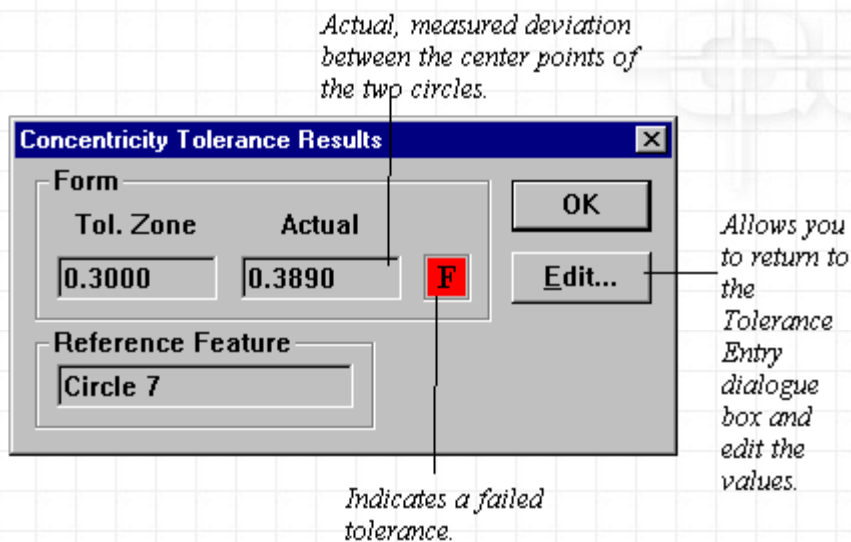 Actual, measured deviation
between the center points of
the two circles.
Concentricity Tolerance Results
Form
Tol. Zone Actual
OK
0.3000 0.3890 F
Edit...
Reference Feature
Circle 7
Allows you
to return to
the
Tolerance
Entry
dialogue
box and
edit the
values.
Indicates a failed
tolerance.